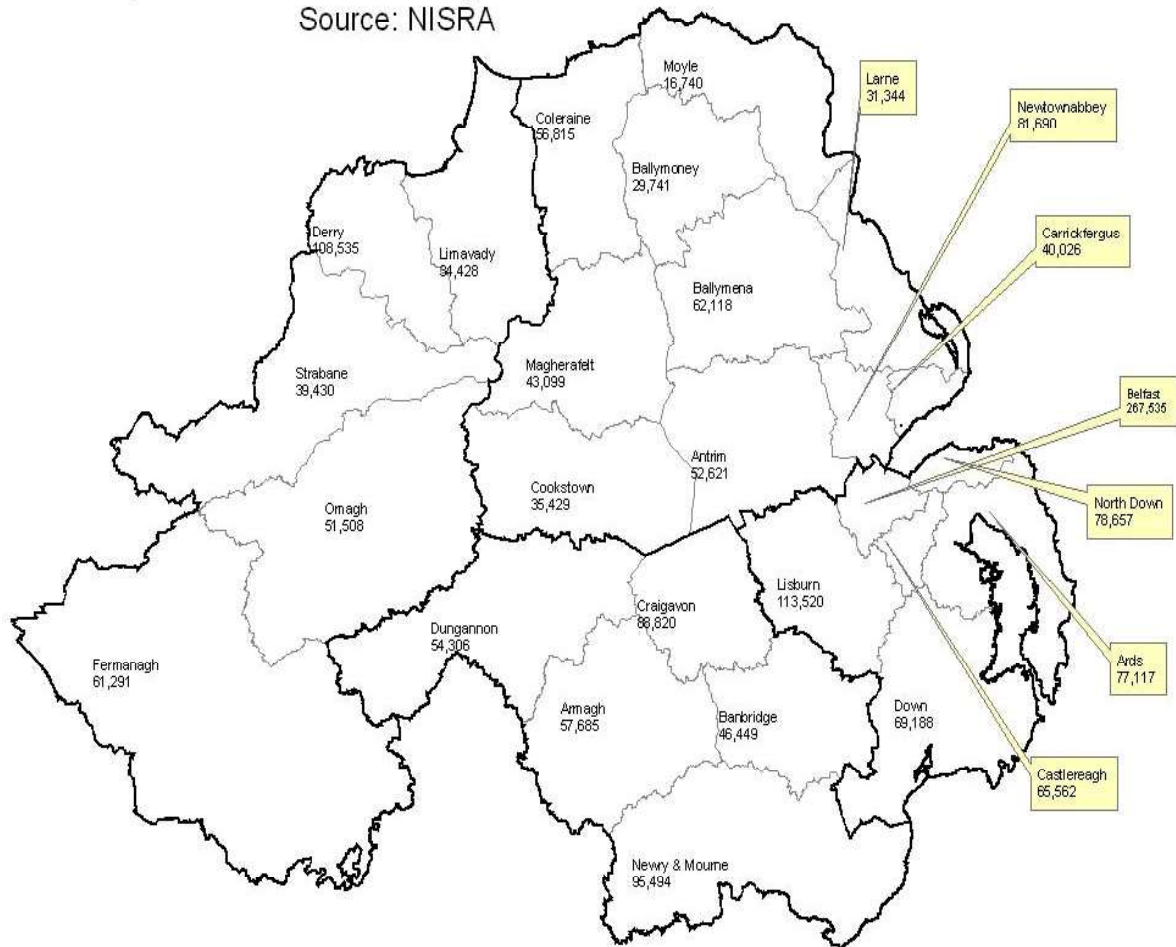 Source: NISRA
Moyle
16,740
Larne
31,344
Newtownabbey
81,690
Coleraine
56,815
Ballymoney
29,741
Derry
108,535
Limavady
34,428
Carrickfergus
40,026
Ballymena
62,118
Strabane
39,430
Magherafelt
43,099
Belfast
267,535
Antrim
52,621
Cookstown
35,429
Omagh
51,508
North Down
78,657
Lisburn
113,520
Craigavon
88,820
Dungannon
54,306
Fermanagh
61,291
Ards
77,117
Armagh
57,685
Banbridge
46,449
Down
69,188
Castlereagh
65,562
Newry & Mourne
95,494